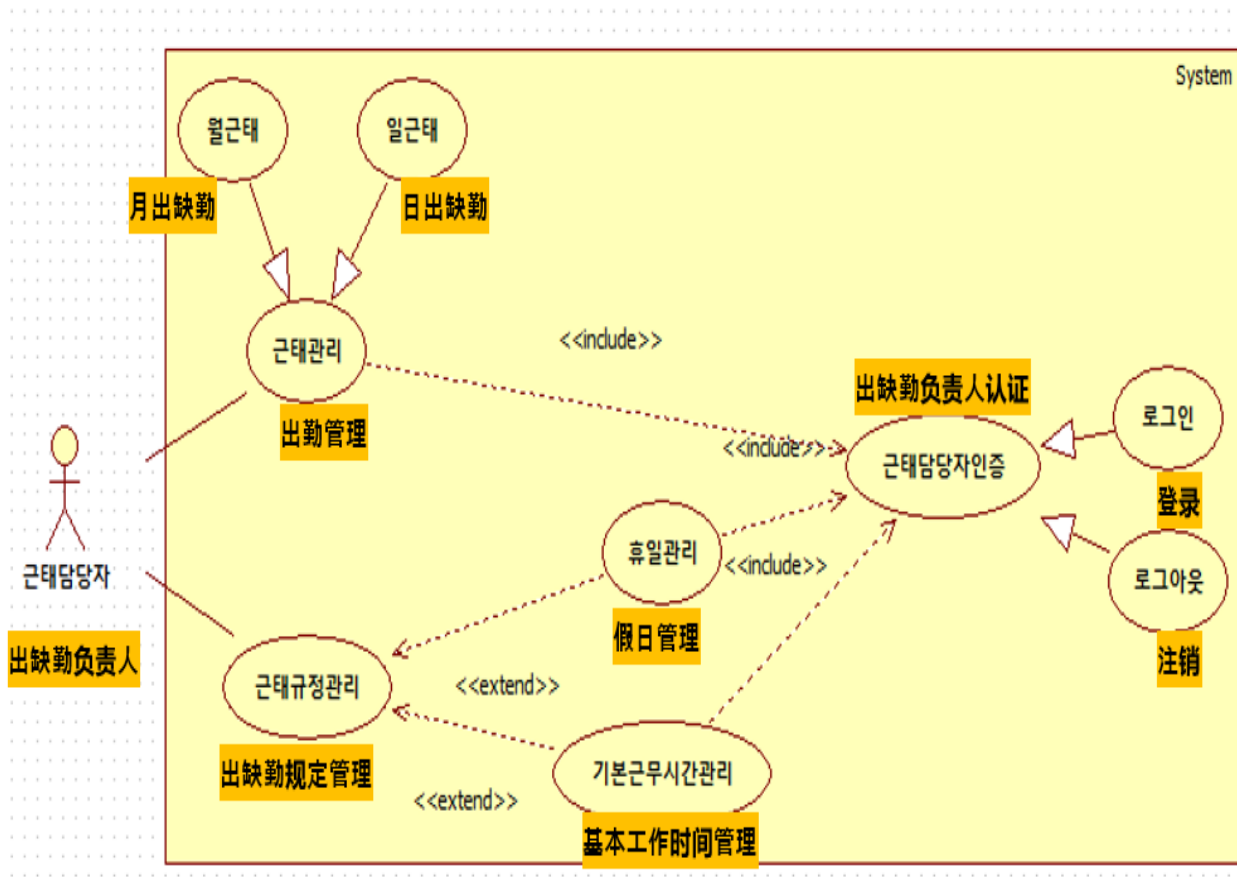 System
월근태
일근태
月出缺勤
日出缺勤
근태관리
<<include>>
出勤管理
出缺勤负责人认证
로그인
<<include>>
근태담당자인증
登录
휴일관리
<<include>>
근태담당자
로그아웃
假日管理
出缺勤负责人
注销
근태규정관리
<<extend>>
出缺勤规定管理
기본근무시간관리
<<extend>>
基本工作时间管理